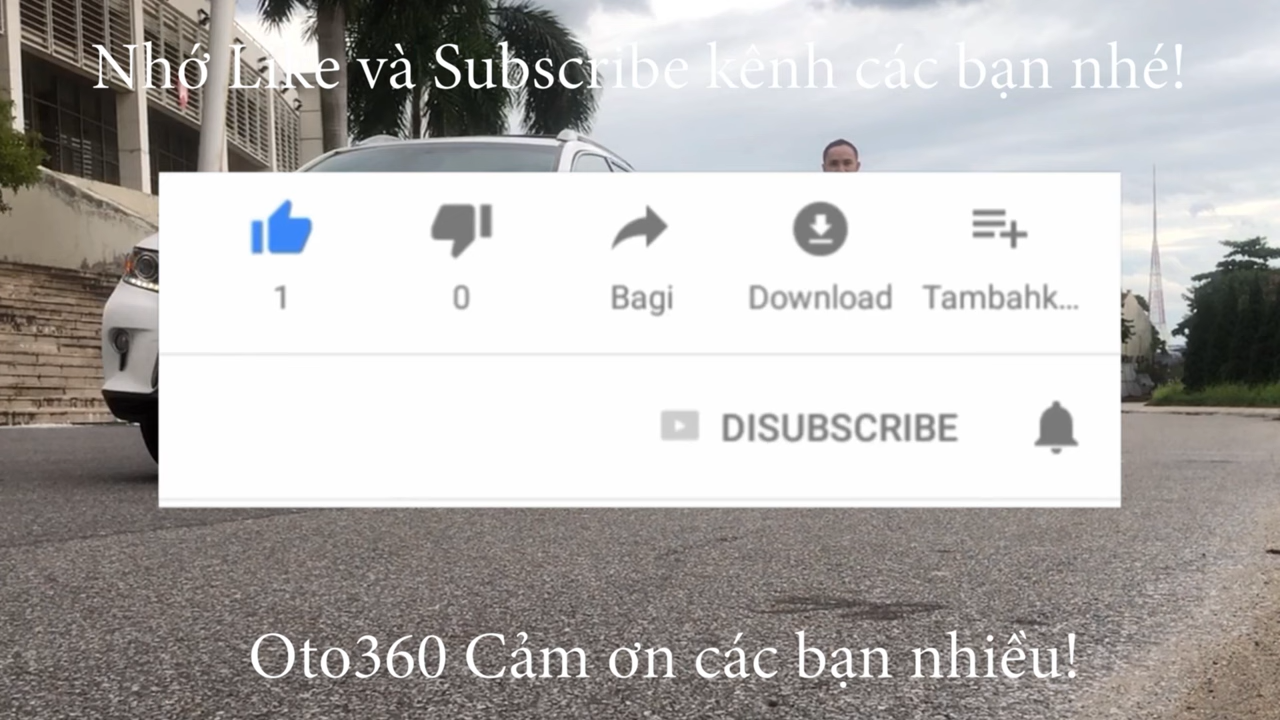 Nhớ Like và Subscribe kênh các bạn nhé!
1 0 Bagi Download Tambahk...
DISUBSCRIBE
Oto360 Cảm ơn các bạn nhiều!